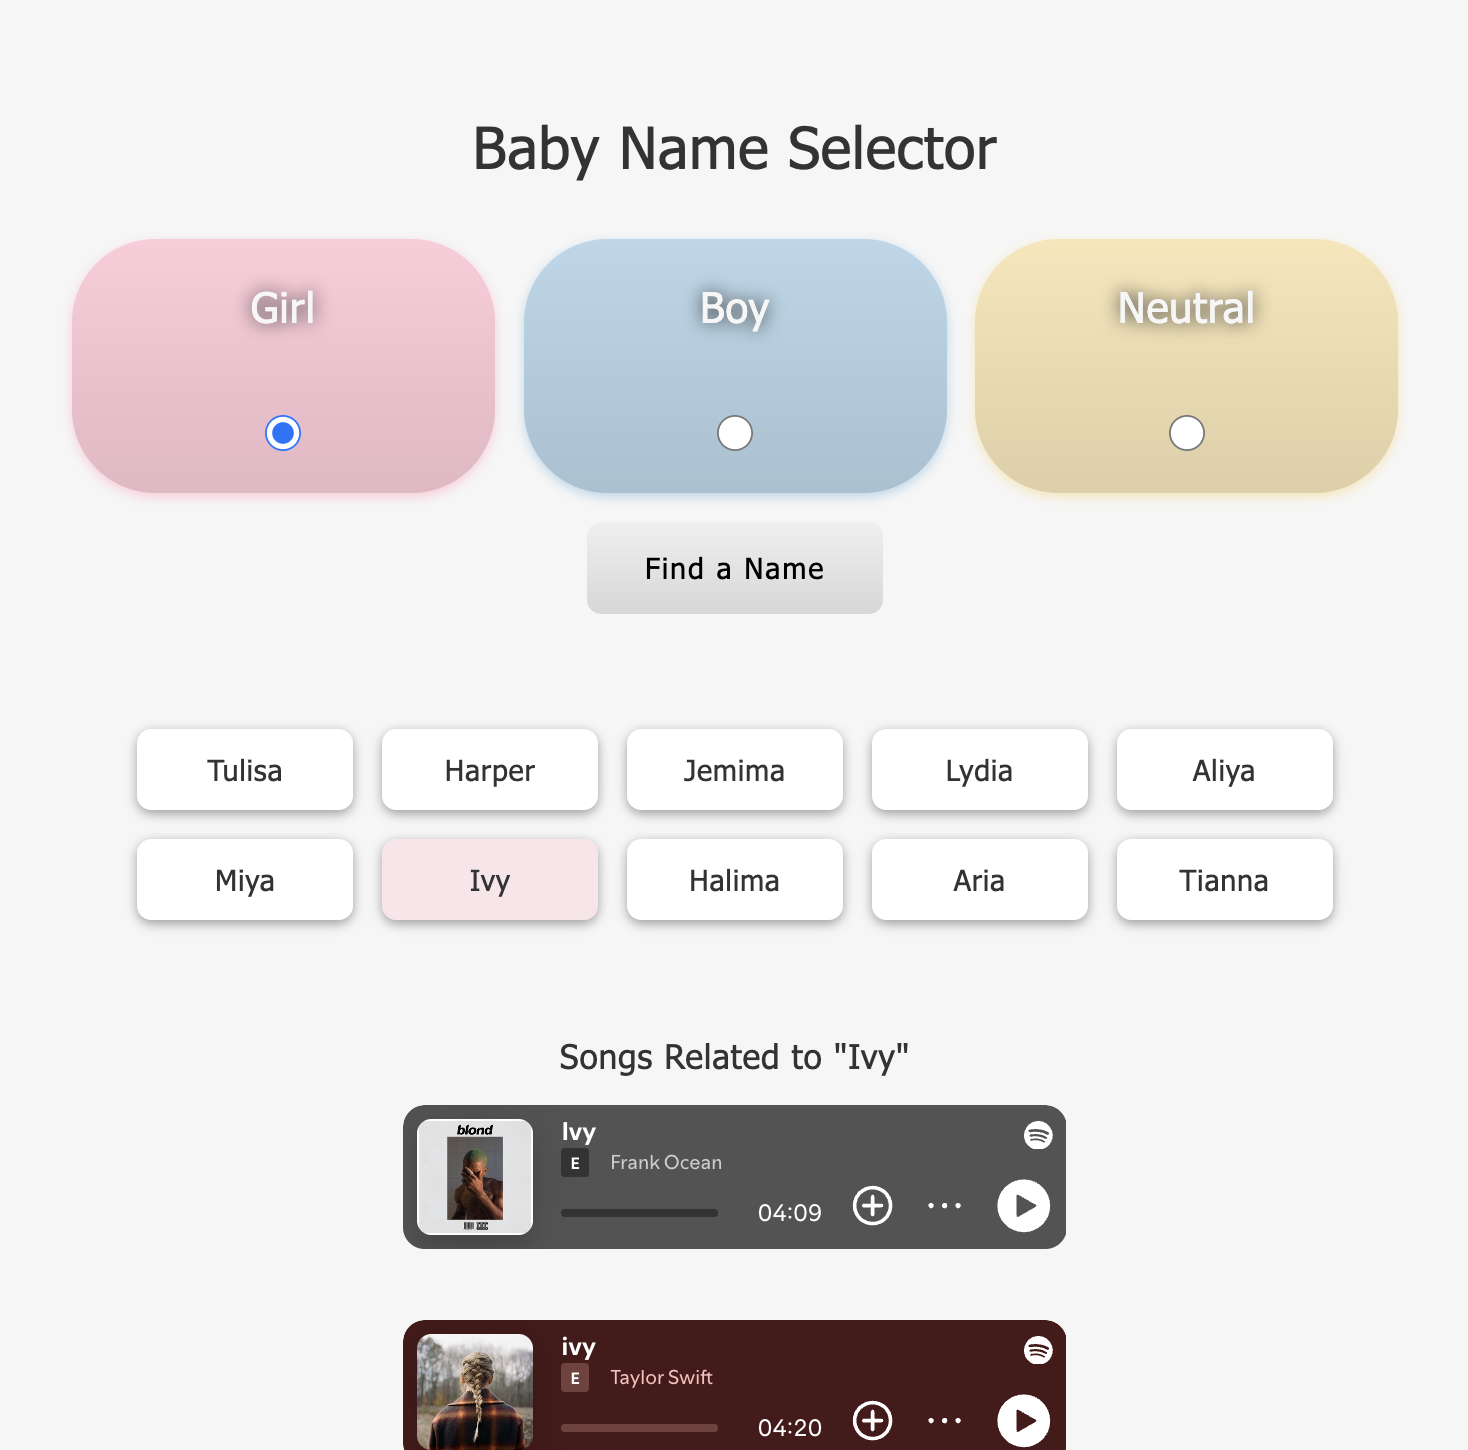 Baby Name Selector
Girl
Boy
Neutral
Find a Name
Tulisa
Harper
Jemima
Lydia
Aliya
Miya
Ivy
Halima
Aria
Tianna
Songs Related to "Ivy"
blond
Ivy
E Frank Ocean
04:09
ivy
E Taylor Swift
04:20